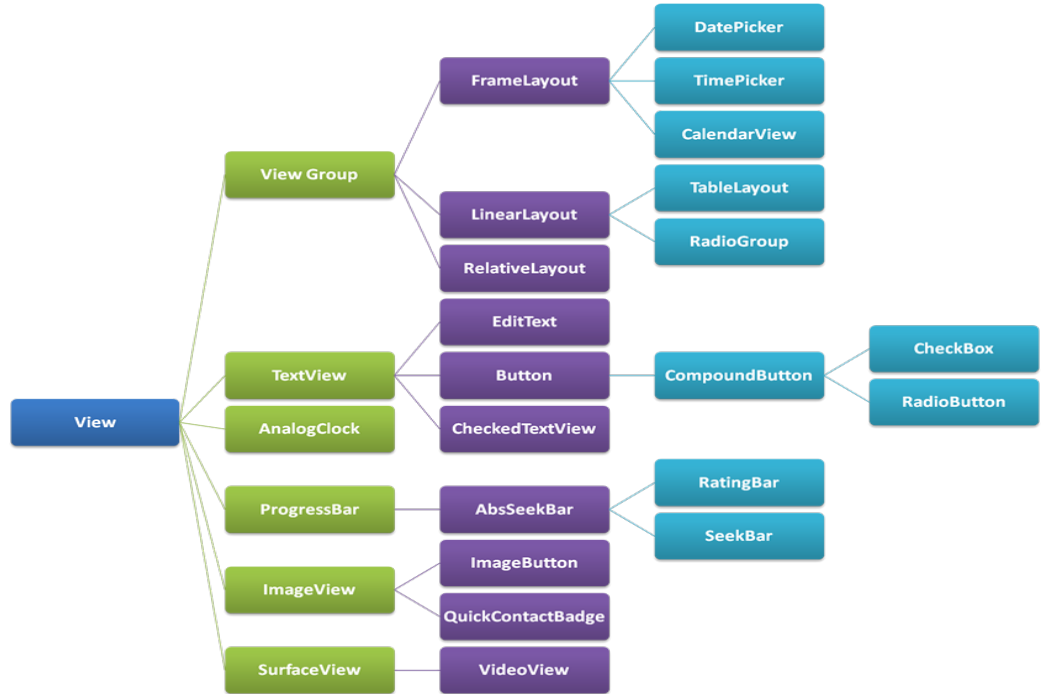 DatePicker
FrameLayout
TimePicker
CalendarView
View Group
TableLayout
LinearLayout
RadioGroup
RelativeLayout
EditText
CheckBox
TextView
Button
CompoundButton
RadioButton
View
AnalogClock
CheckedTextView
RatingBar
ProgressBar
AbsSeekBar
SeekBar
ImageButton
ImageView
QuickContactBadge
SurfaceView
VideoView